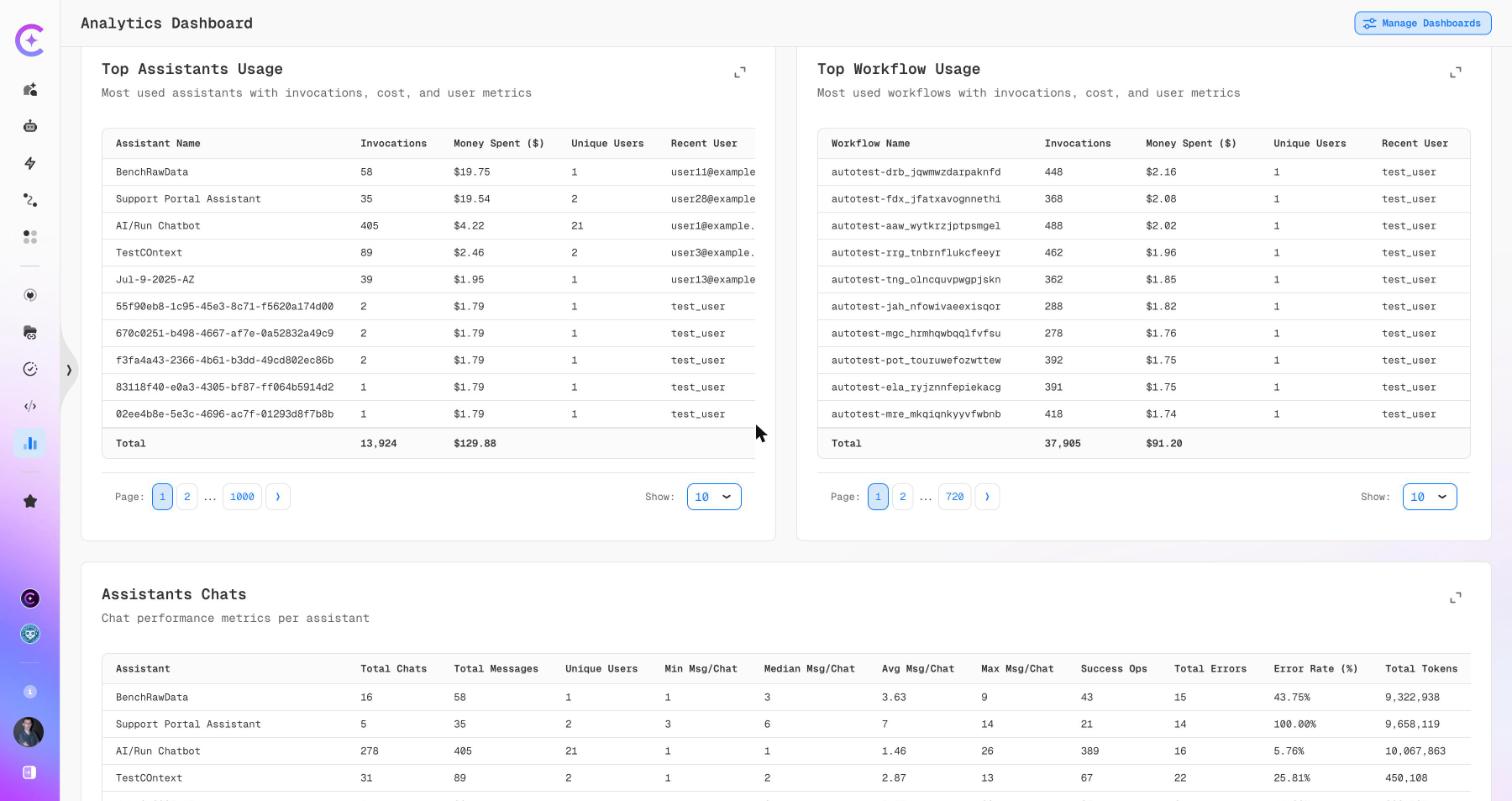 Analytics Dashboard
Manage Dashboards
Top Assistants Usage
Most used assistants with invocations, cost, and user metrics
Assistant Name Invocations Money Spent ($) Unique Users Recent User
BenchRawData 58 $19.75 1 user11@example
Support Portal Assistant 35 $19.54 2 user28@example
AI/Run Chatbot 405 $4.22 21 user1@example.
TestCOntext 89 $2.46 2 user3@example.
Jul-9-2025-AZ 39 $1.95 1 user13@example
55f90eb8-1c95-45e3-8c71-f5620a174d00 2 $1.79 1 test_user
670c0251-b498-4667-af7e-0a52832a49c9 2 $1.79 1 test_user
f3fa4a43-2366-4b61-b3dd-49cd802ec86b 2 $1.79 1 test_user
83118f40-e0a3-4305-bf87-ff064b5914d2 1 $1.79 1 test_user
02ee4b8e-5e3c-4696-ac7f-01293d8f7b8b 1 $1.79 1 test_user
Total 13,924 $129.88
Page: 1 2 ... 1000 ❯ Show: 10
Top Workflow Usage
Most used workflows with invocations, cost, and user metrics
Workflow Name Invocations Money Spent ($) Unique Users Recent User
autotest-drb_jqwmwzdarpaknfd 448 $2.16 1 test_user
autotest-fdx_jfatxavognnethi 368 $2.08 1 test_user
autotest-aaw_wytkrzjptpsmgel 488 $2.02 1 test_user
autotest-rrg_tnbrnflukcfeeyr 462 $1.96 1 test_user
autotest-tng_olncquvpwgpjskn 362 $1.85 1 test_user
autotest-jah_nfowivaeexisqor 288 $1.82 1 test_user
autotest-mgc_hrmhqwbqqlfvfsu 278 $1.76 1 test_user
autotest-pot_touruwefozwttew 392 $1.75 1 test_user
autotest-ela_ryjznnfepiekacg 391 $1.75 1 test_user
autotest-mre_mkqiqnkyyvfwbnb 418 $1.74 1 test_user
Total 37,905 $91.20
Page: 1 2 ... 720 ❯ Show: 10
Assistants Chats
Chat performance metrics per assistant
Assistant Total Chats Total Messages Unique Users Min Msg/Chat Median Msg/Chat Avg Msg/Chat Max Msg/Chat Success Ops Total Errors Error Rate (%) Total Tokens
BenchRawData 16 58 1 1 3 3.63 9 43 15 43.75% 9,322,938
Support Portal Assistant 5 35 2 3 6 7 14 21 14 100.00% 9,658,119
AI/Run Chatbot 278 405 21 1 1 1.46 26 389 16 5.76% 10,067,863
TestCOntext 31 89 2 1 2 2.87 13 67 22 25.81% 450,108